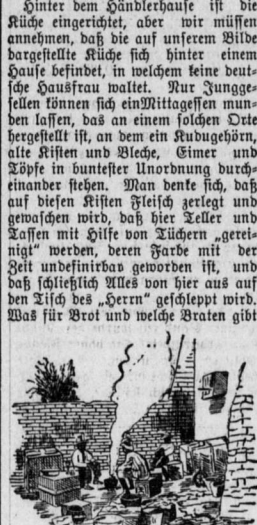 Hinter dem Händlerhause ist die
Küche eingerichtet, aber wir müssen
annehmen, daß die auf unserem Bilde
dargestellte Küche sich hinter einem
Hause befindet, in welchem keine deut-
sche Hausfrau waltet. Nur Jungge-
sellen können sich einMittagessen mun-
den lassen, das an einem solchen Orte
hergestellt ist, an dem ein Kudugehörn,
alte Kisten und Bleche, Eimer und
Töpfe in buntester Unordnung durch-
einander stehen. Man denke sich, daß
auf diesen Kisten Fleisch zerlegt und
gewaschen wird, daß hier Teller und
Tassen mit Hilfe von Tüchern „gerei-
nigt" werden, deren Farbe mit der
Zeit undefinirbar geworden ist, und
daß schließlich Alles von hier aus auf
den Tisch des „Herrn" geschleppt wird.
Was für Brot und welche Braten gibt